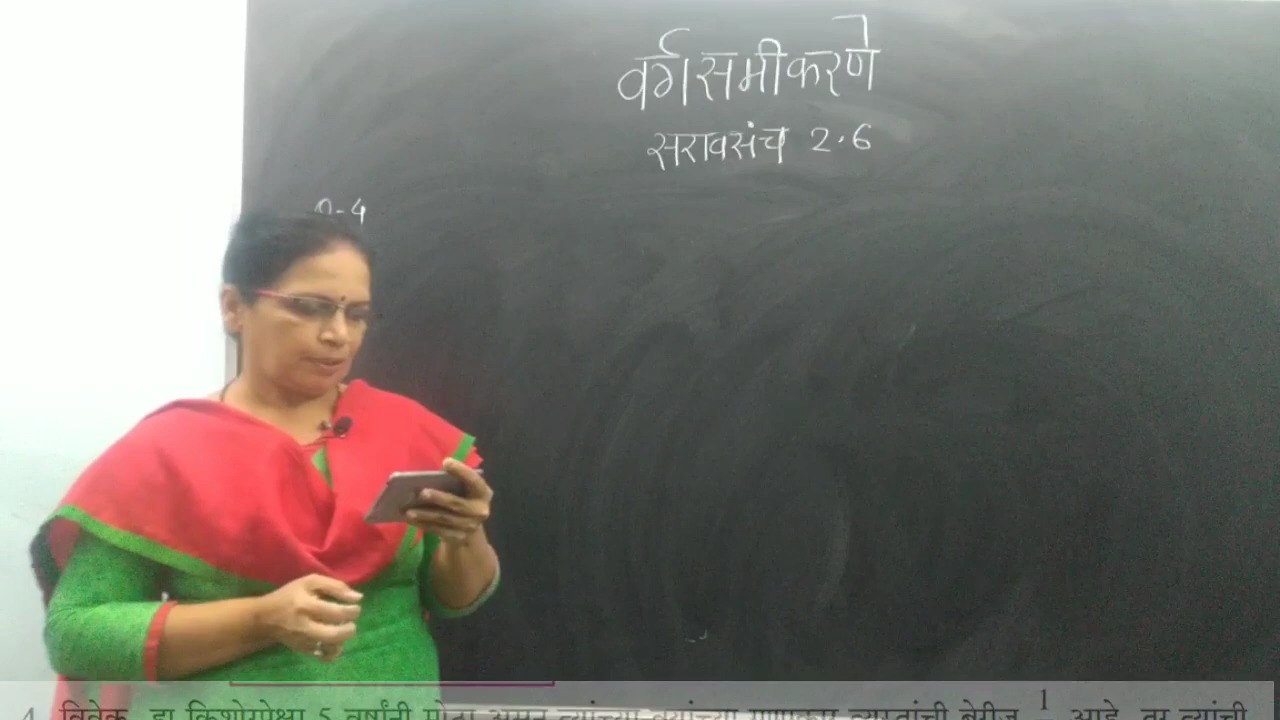 वर्गसमीकरणे
सरावसंच 2.6
Q-4
4. विवेक हा किशोरपेक्षा 5 वर्षांनी मोठा असून त्यांच्या वयांच्या गुणाकार व्यस्तांची बेरीज 1 आहे, तर त्यांची